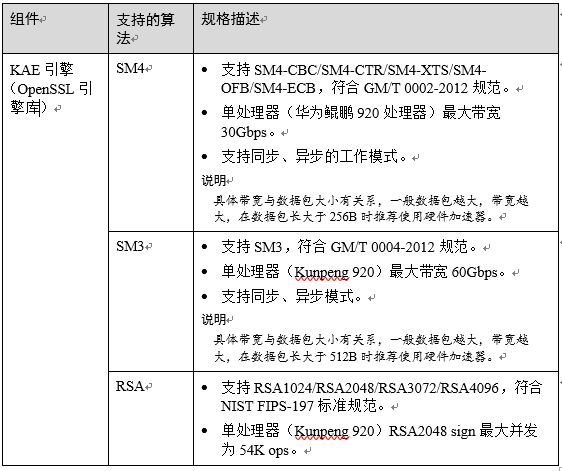 组件 支持的算 规格描述
法
KAE 引擎
（OpenSSL 引
擎库）
SM4
• 支持 SM4-CBC/SM4-CTR/SM4-XTS/SM4-
OFB/SM4-ECB，符合 GM/T 0002-2012 规范。
• 单处理器（华为鲲鹏 920 处理器）最大带宽
30Gbps。
• 支持同步、异步的工作模式。
说明
具体带宽与数据包大小有关系，一般数据包越大，带宽越
大，在数据包长大于 256B 时推荐使用硬件加速器。
SM3
• 支持 SM3，符合 GM/T 0004-2012 规范。
• 单处理器（Kunpeng 920）最大带宽 60Gbps。
• 支持同步、异步模式。
说明
具体带宽与数据包大小有关系，一般数据包越大，带宽越
大，在数据包长大于 512B 时推荐使用硬件加速器。
RSA
• 支持 RSA1024/RSA2048/RSA3072/RSA4096，符合
NIST FIPS-197 标准规范。
• 单处理器（Kunpeng 920）RSA2048 sign 最大并发
为 54K ops。